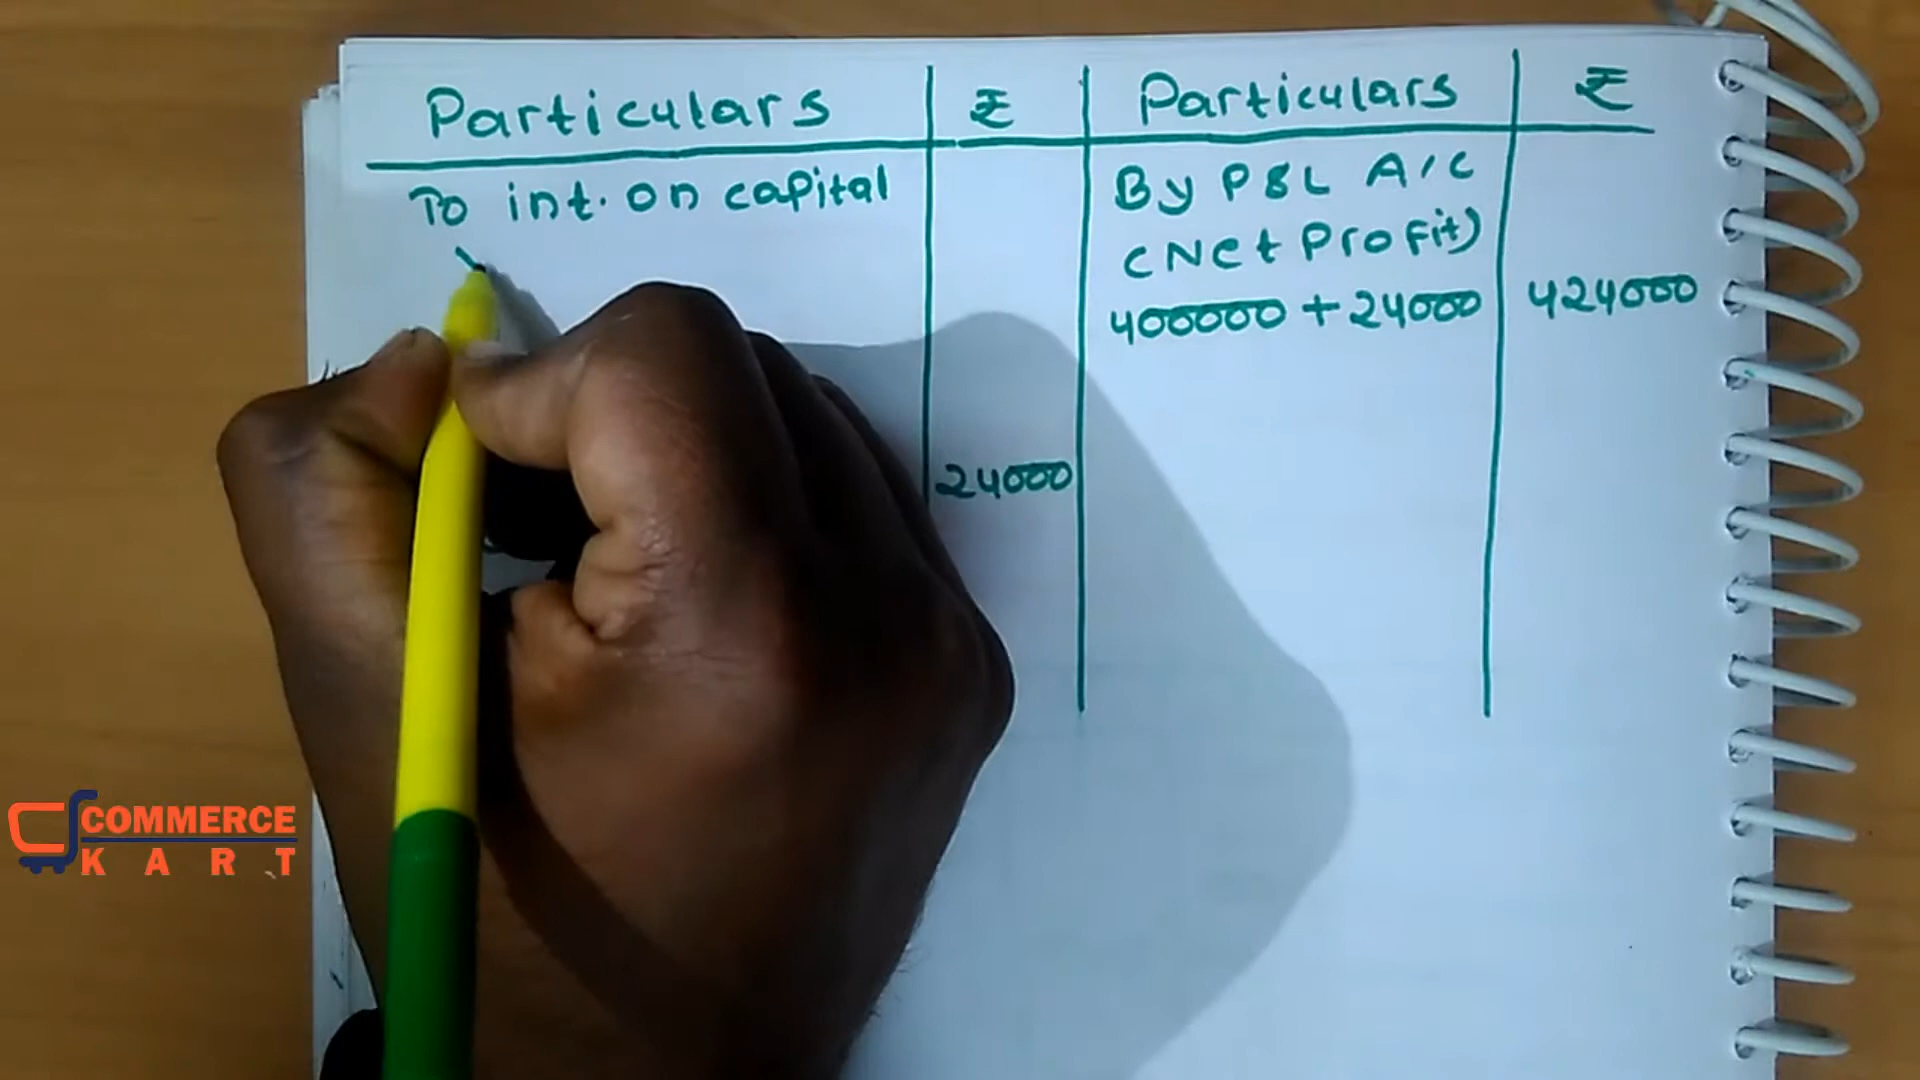 Particulars ₹ Particulars ₹
To int. on capital
By P&L A/C
(Net Profit)
400000 + 24000 424000
24000
COMMERCE
KART